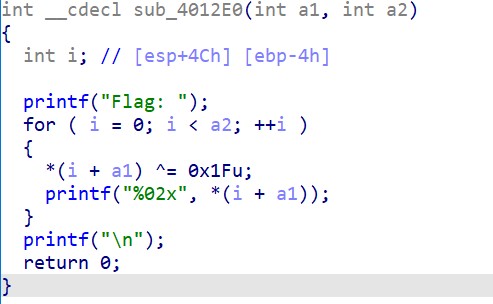 int __cdecl sub_4012E0(int a1, int a2)
{
  int i; // [esp+4Ch] [ebp-4h]

  printf("Flag: ");
  for ( i = 0; i < a2; ++i )
  {
    *(i + a1) ^= 0x1Fu;
    printf("%02x", *(i + a1));
  }
  printf("\n");
  return 0;
}